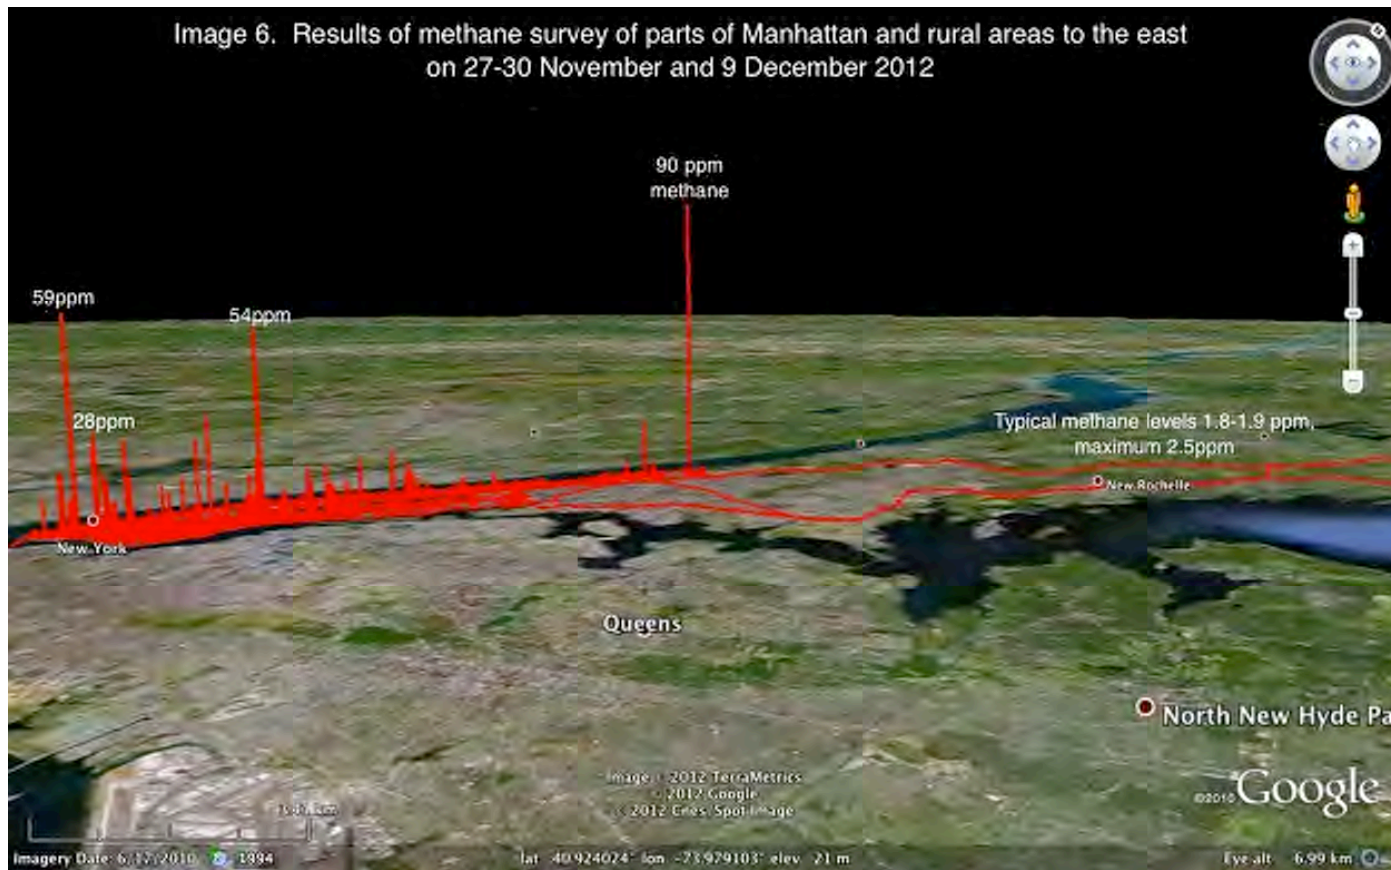 Image 6. Results of methane survey of parts of Manhattan and rural areas to the east
on 27-30 November and 9 December 2012
90 ppm
methane
59ppm
54ppm
28ppm
Typical methane levels 1.8-1.9 ppm,
maximum 2.5ppm
New Rochelle
New York
Queens
North New Hyde Pa
Image © 2012 TerraMetrics
© 2012 Google
© 2012 Cnes/Spot Image
©2010 Google
Imagery Date: 6/17/2010 1994
lat 40.924024° lon -73.979103° elev 21 m
Eye alt 6.99 km